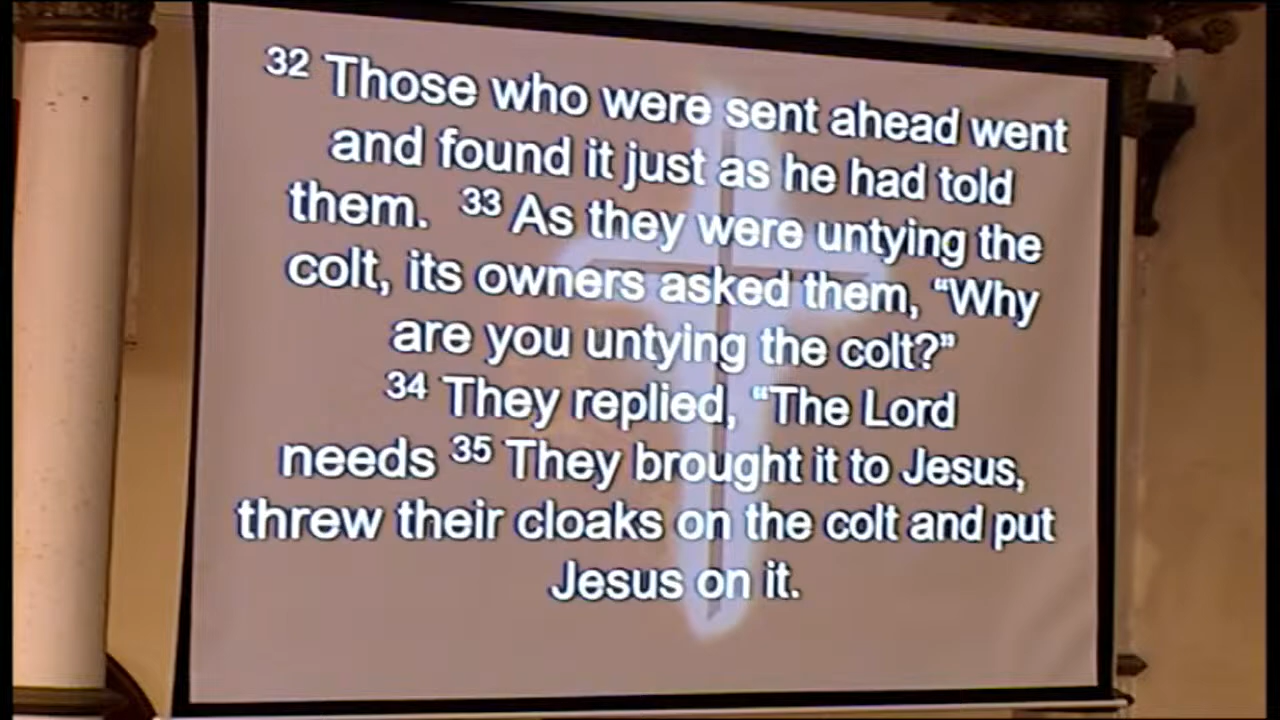 32 Those who were sent ahead went
and found it just as he had told
them. 33 As they were untying the
colt, its owners asked them, “Why
are you untying the colt?”
34 They replied, “The Lord
needs 35 They brought it to Jesus,
threw their cloaks on the colt and put
Jesus on it.